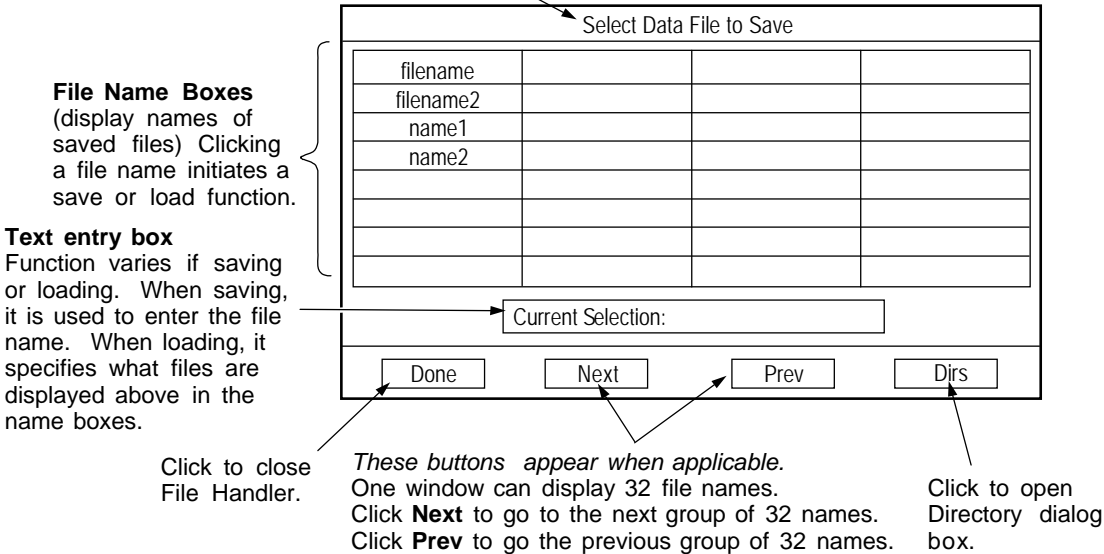 Select Data File to Save
filename
filename2
name1
name2
File Name Boxes
(display names of
saved files) Clicking
a file name initiates a
save or load function.
Text entry box
Function varies if saving
or loading. When saving,
it is used to enter the file
name. When loading, it
specifies what files are
displayed above in the
name boxes.
Current Selection:
Done Next Prev Dirs
Click to close
File Handler.
These buttons appear when applicable.
One window can display 32 file names.
Click Next to go to the next group of 32 names.
Click Prev to go the previous group of 32 names.
Click to open
Directory dialog
box.